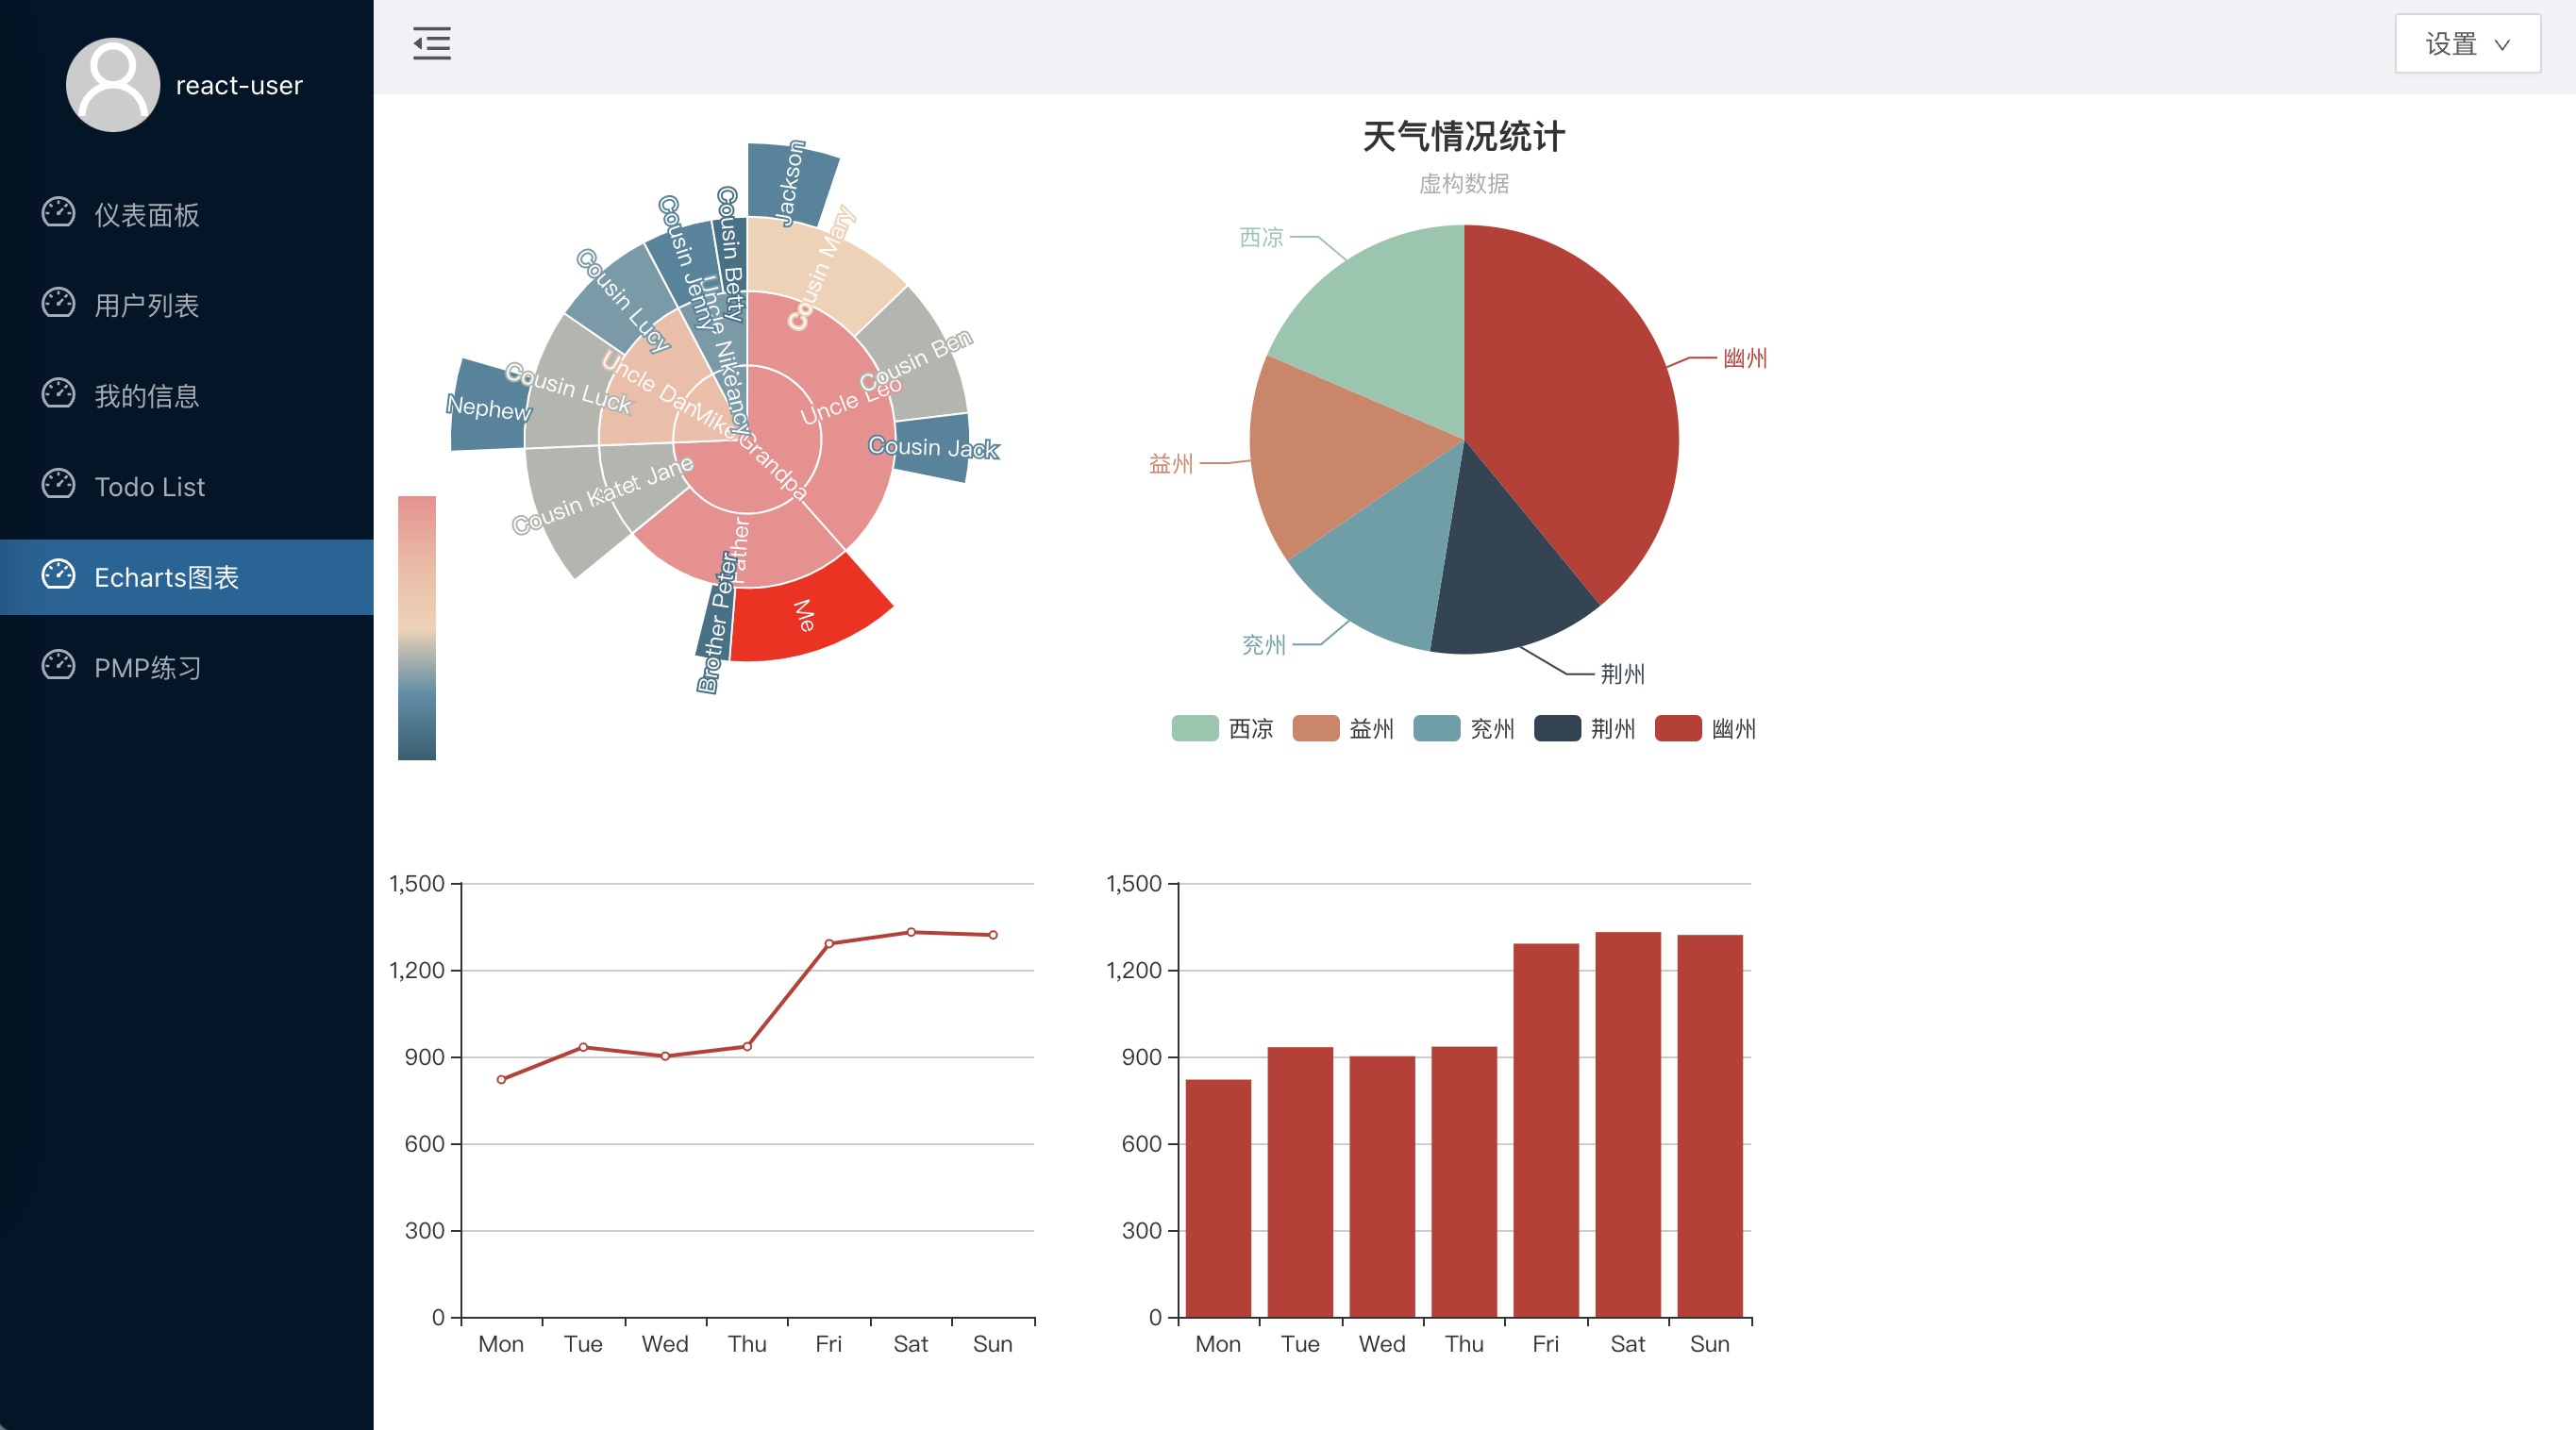 react-user
仪表面板
用户列表
我的信息
Todo List
Echarts图表
PMP练习
设置
Jackson
Cousin Mary
Cousin Ben
Uncle Leo
Cousin Jack
Grandpa
Father
Me
Brother Peter
Cousin Kate
Jane
Nephew
Cousin Luck
Uncle Dan
Mike
Cousin Lucy
Cousin Jenny
Uncle Nike
Cousin Betty
天气情况统计
虚构数据
西凉
幽州
益州
兖州
荆州
西凉 益州 兖州 荆州 幽州
1,500
1,200
900
600
300
0
Mon Tue Wed Thu Fri Sat Sun
1,500
1,200
900
600
300
0
Mon Tue Wed Thu Fri Sat Sun